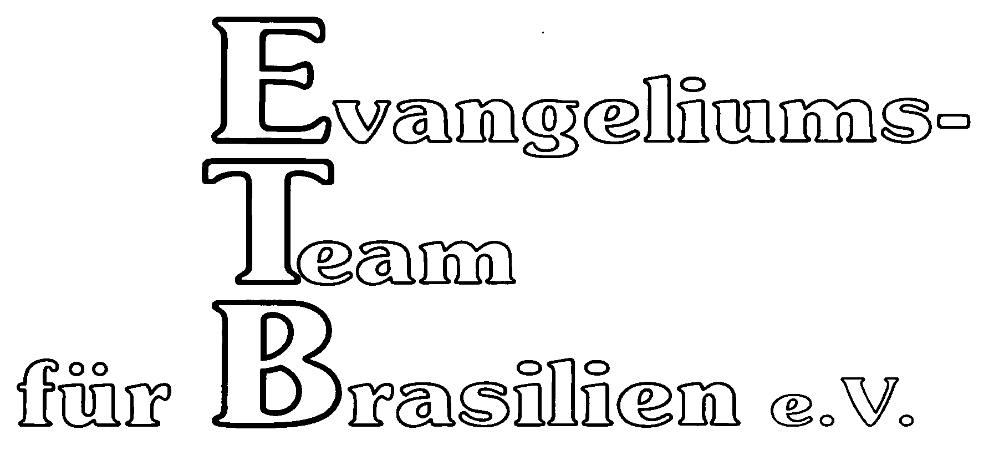 Evangeliums-
Team
für Brasilien e.V.